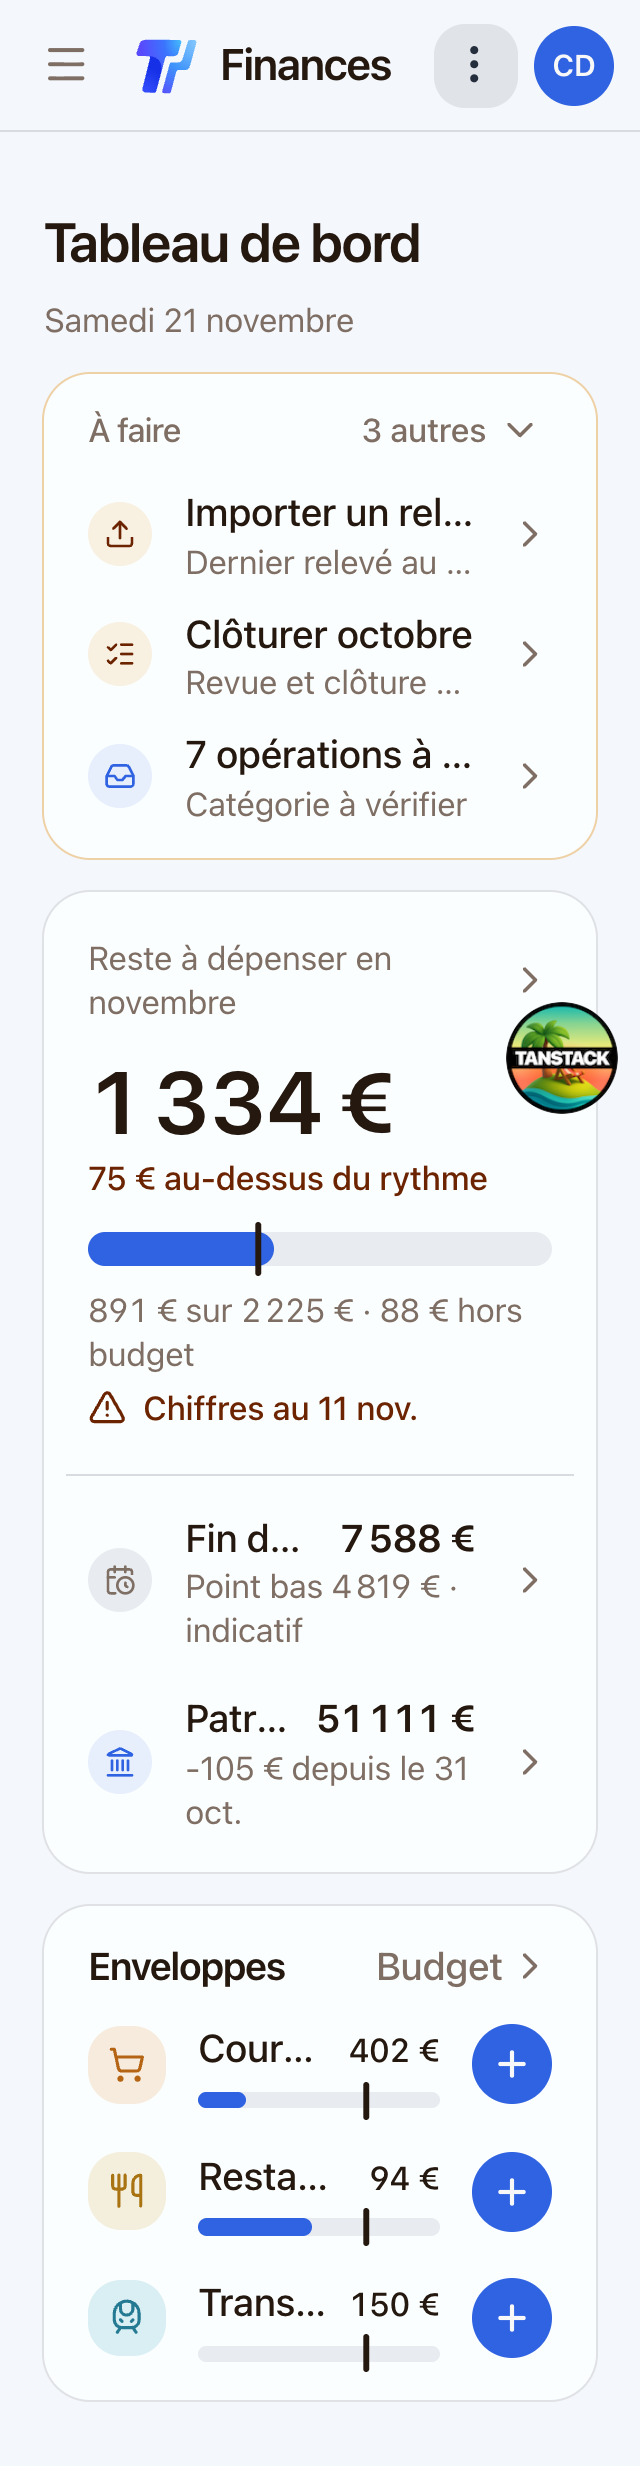 Finances
CD
Tableau de bord
Samedi 21 novembre
À faire
3 autres
Importer un rel...
Dernier relevé au ...
Clôturer octobre
Revue et clôture ...
7 opérations à ...
Catégorie à vérifier
Reste à dépenser en
novembre
TANSTACK
1 334 €
75 € au-dessus du rythme
891 € sur 2 225 € · 88 € hors
budget
Chiffres au 11 nov.
Fin d... 7 588 €
Point bas 4 819 € ·
indicatif
Patr... 51 111 €
-105 € depuis le 31
oct.
Enveloppes
Budget
Cour... 402 €
Resta... 94 €
Trans... 150 €